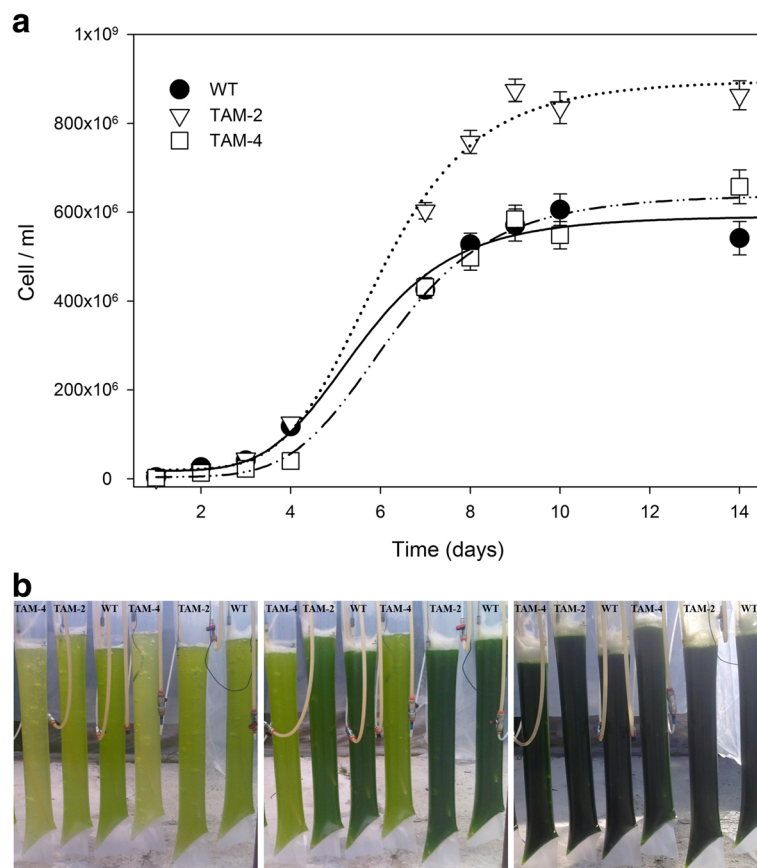 a
1x10⁹
800x10⁶
600x10⁶
400x10⁶
200x10⁶
0
Cell / ml
WT
TAM-2
TAM-4
2 4 6 8 10 12 14
Time (days)
b
TAM-4 TAM-2 WT TAM-4 TAM-2 WT TAM-4 TAM-2 WT TAM-4 TAM-2 WT TAM-4 TAM-2 WT TAM-4 TAM-2 WT